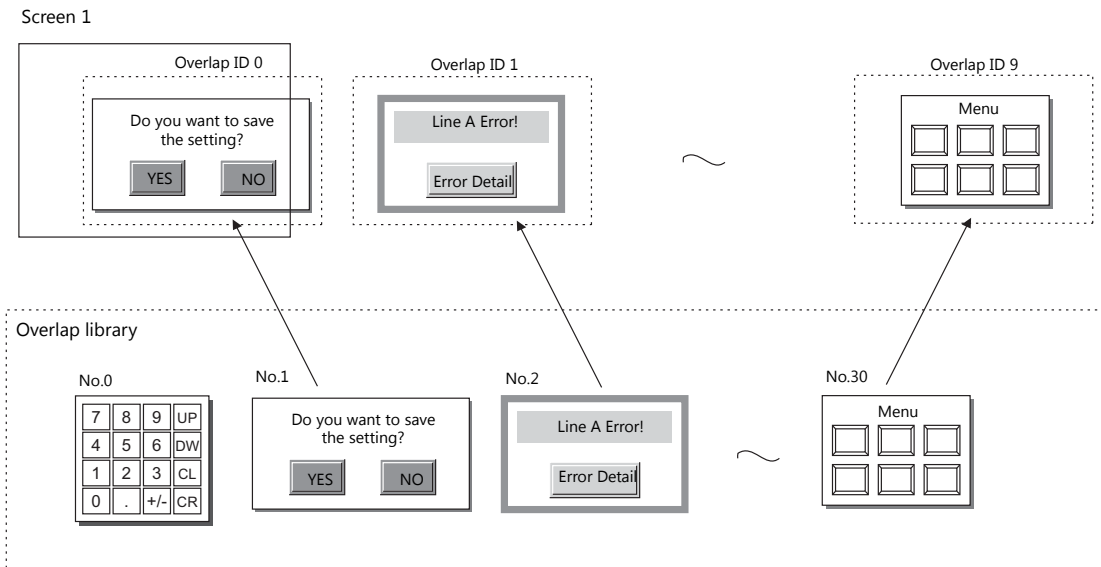 Screen 1
Overlap ID 0
Overlap ID 1
Overlap ID 9
Do you want to save
the setting?
YES
NO
Line A Error!
Error Detail
Menu
Overlap library
No.0
No.1
No.2
No.30
7 8 9 UP
4 5 6 DW
1 2 3 CL
0 . +/- CR
Do you want to save
the setting?
YES
NO
Line A Error!
Error Detail
Menu